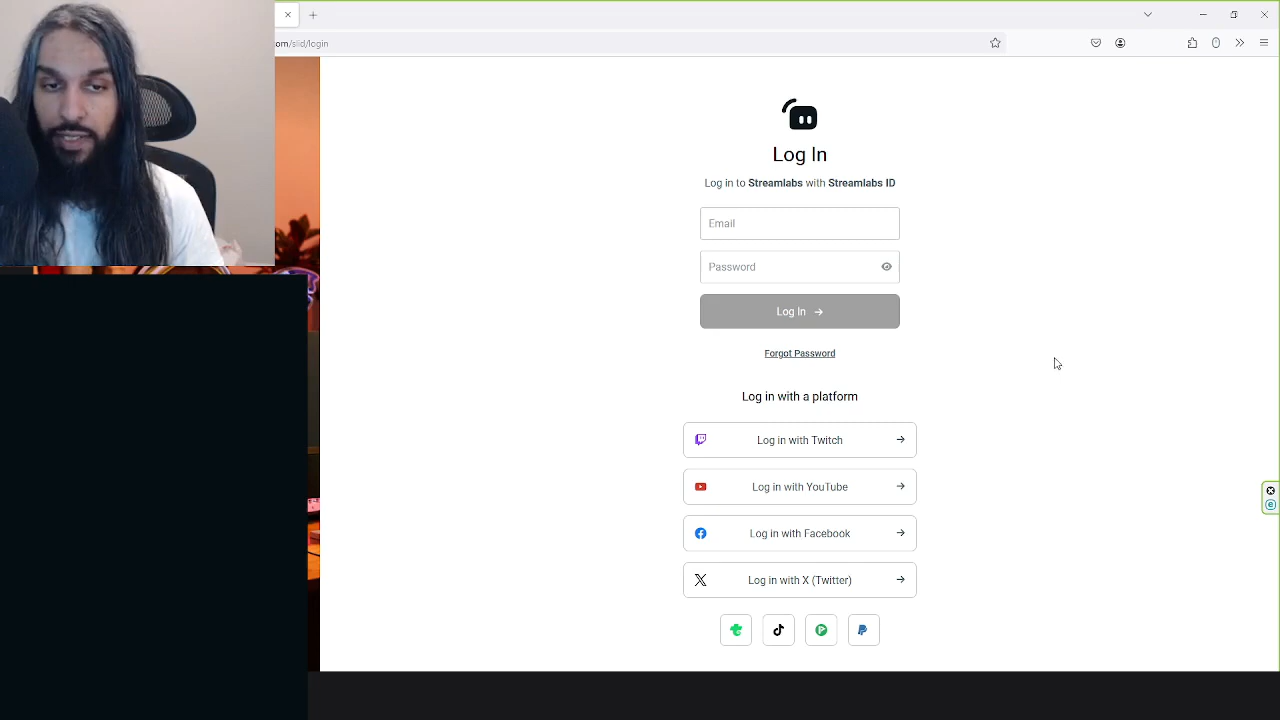 om/slid/login
Log In
Log in to Streamlabs with Streamlabs ID
Email
Password
Log In
Forgot Password
Log in with a platform
Log in with Twitch
Log in with YouTube
Log in with Facebook
Log in with X (Twitter)